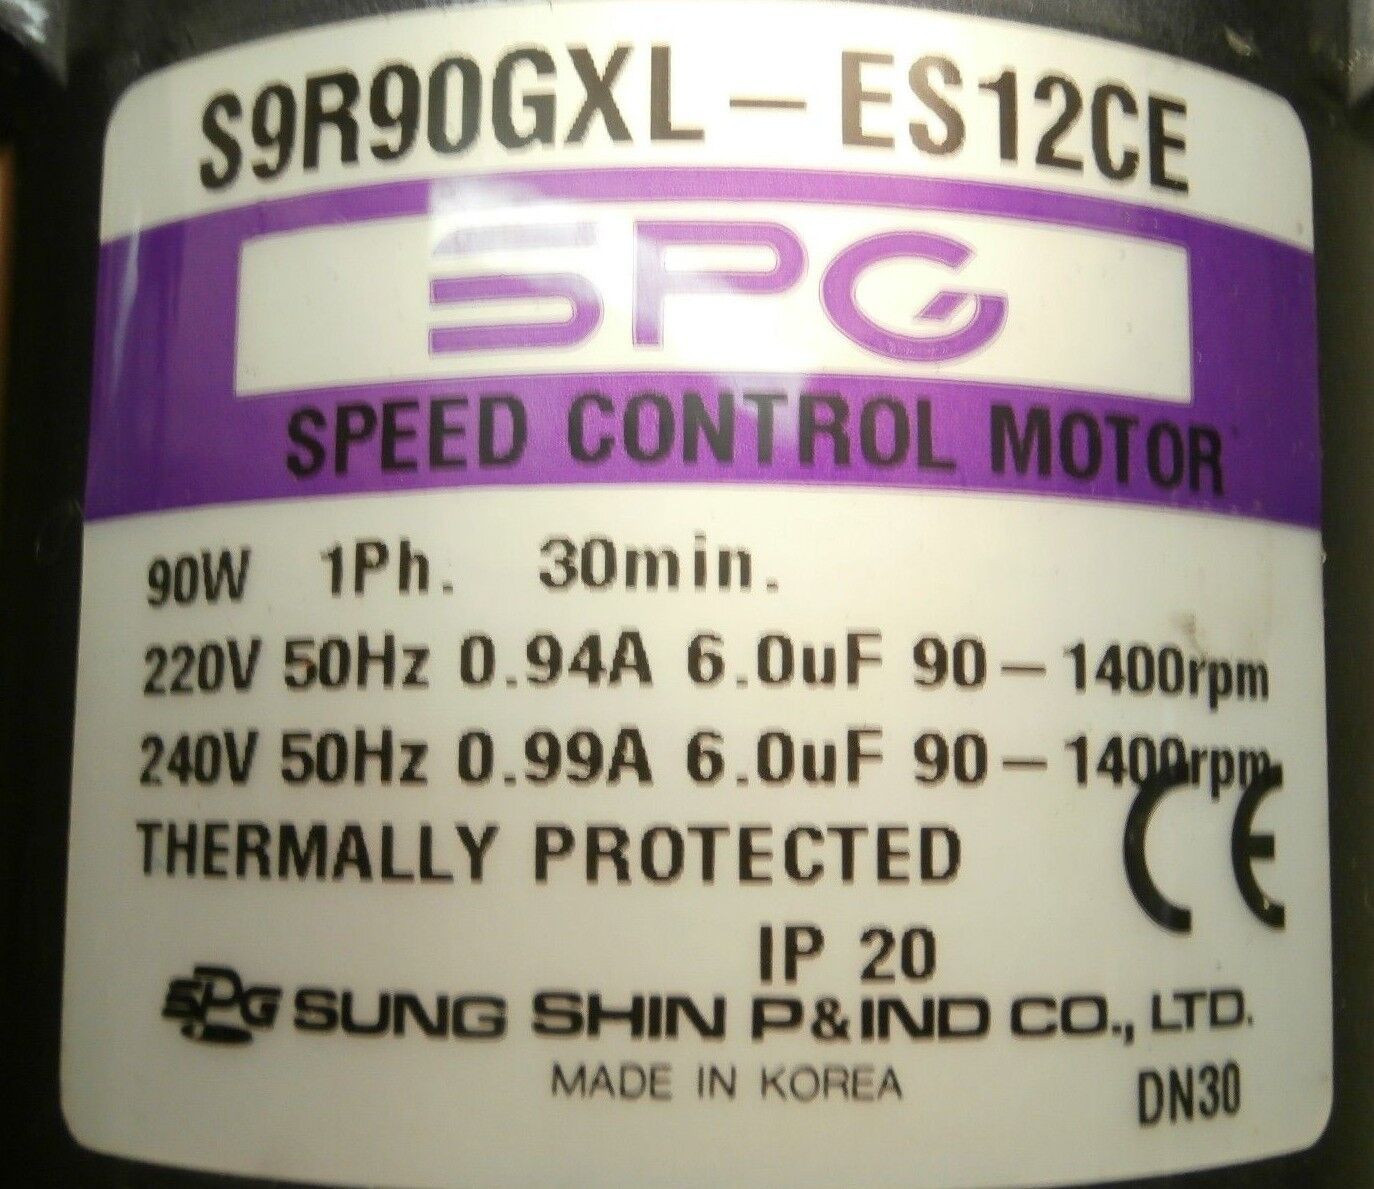 S9R90GXL-ES12CE
SPG
SPEED CONTROL MOTOR
90W 1Ph. 30min.
220V 50Hz 0.94A 6.0uF 90-1400rpm
240V 50Hz 0.99A 6.0uF 90-1400rpm
THERMALLY PROTECTED
CE
IP 20
SPG SUNG SHIN P&IND CO., LTD.
MADE IN KOREA
DN30